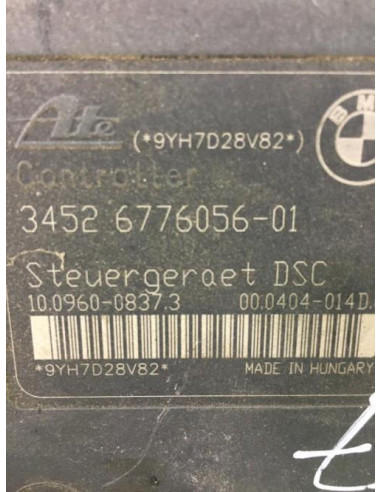 Ate (*9YH7D28V82*) BM
Controller
3452 6776056-01
Steuergeraet DSC
10.0960-0837.3 00.0404-014D.
*9YH7D28V82* MADE IN HUNGARY